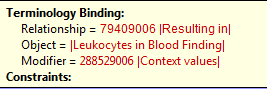 Terminology Binding:
Relationship = 79409006 |Resulting in|
Object = |Leukocytes in Blood Finding|
Modifier = 288529006 |Context values|
Constraints: